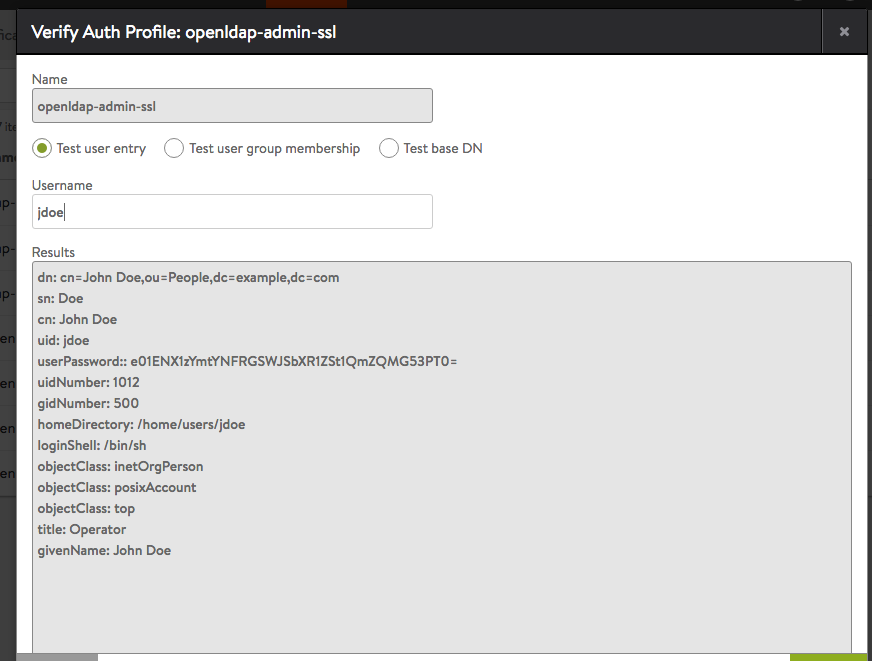 Verify Auth Profile: openldap-admin-ssl
Name
openldap-admin-ssl
Test user entry
Test user group membership
Test base DN
Username
jdoe
Results
dn: cn=John Doe,ou=People,dc=example,dc=com
sn: Doe
cn: John Doe
uid: jdoe
userPassword:: e01ENX1zYmtYNFRGSWJSbXR1ZSt1QmZQMG53PT0=
uidNumber: 1012
gidNumber: 500
homeDirectory: /home/users/jdoe
loginShell: /bin/sh
objectClass: inetOrgPerson
objectClass: posixAccount
objectClass: top
title: Operator
givenName: John Doe